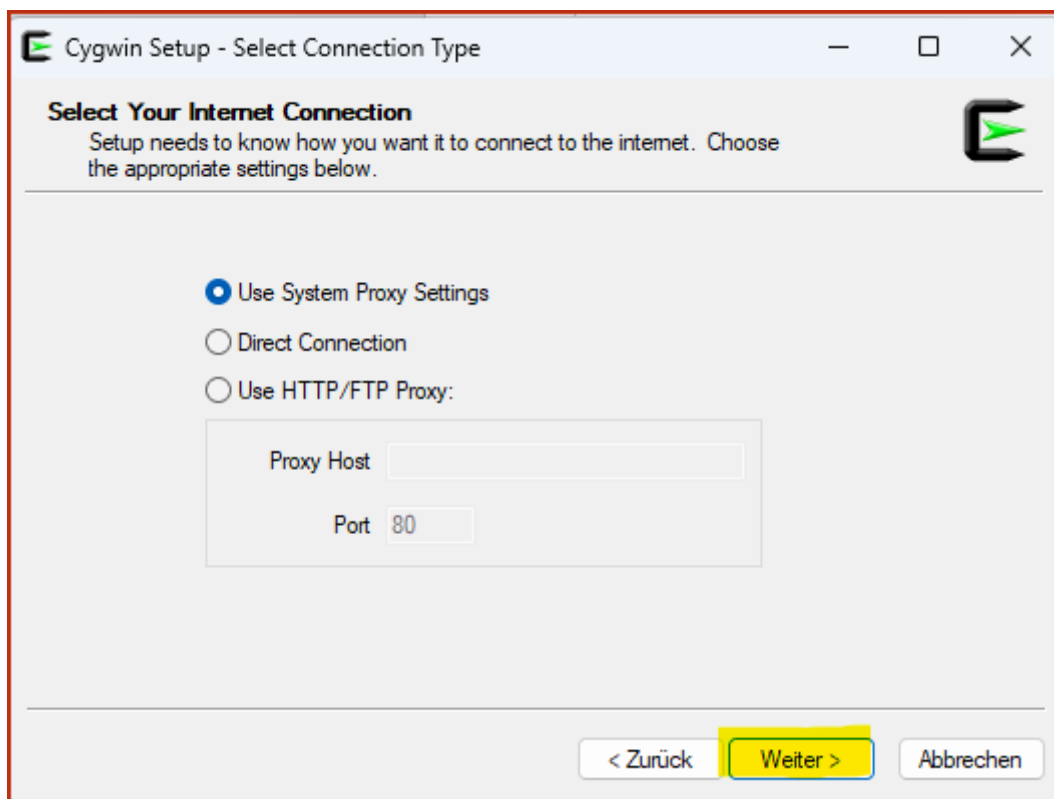 Cygwin Setup - Select Connection Type
Select Your Internet Connection
Setup needs to know how you want it to connect to the internet. Choose
the appropriate settings below.
Use System Proxy Settings
Direct Connection
Use HTTP/FTP Proxy:
Proxy Host
Port 80
< Zurück Weiter > Abbrechen